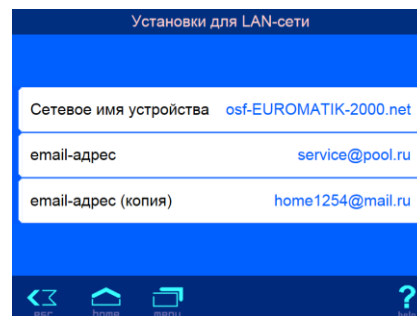 Установки для LAN-сети
Сетевое имя устройства osf-EUROMATIK-2000.net
email-адрес service@pool.ru
email-адрес (копия) home1254@mail.ru
esc home menu help